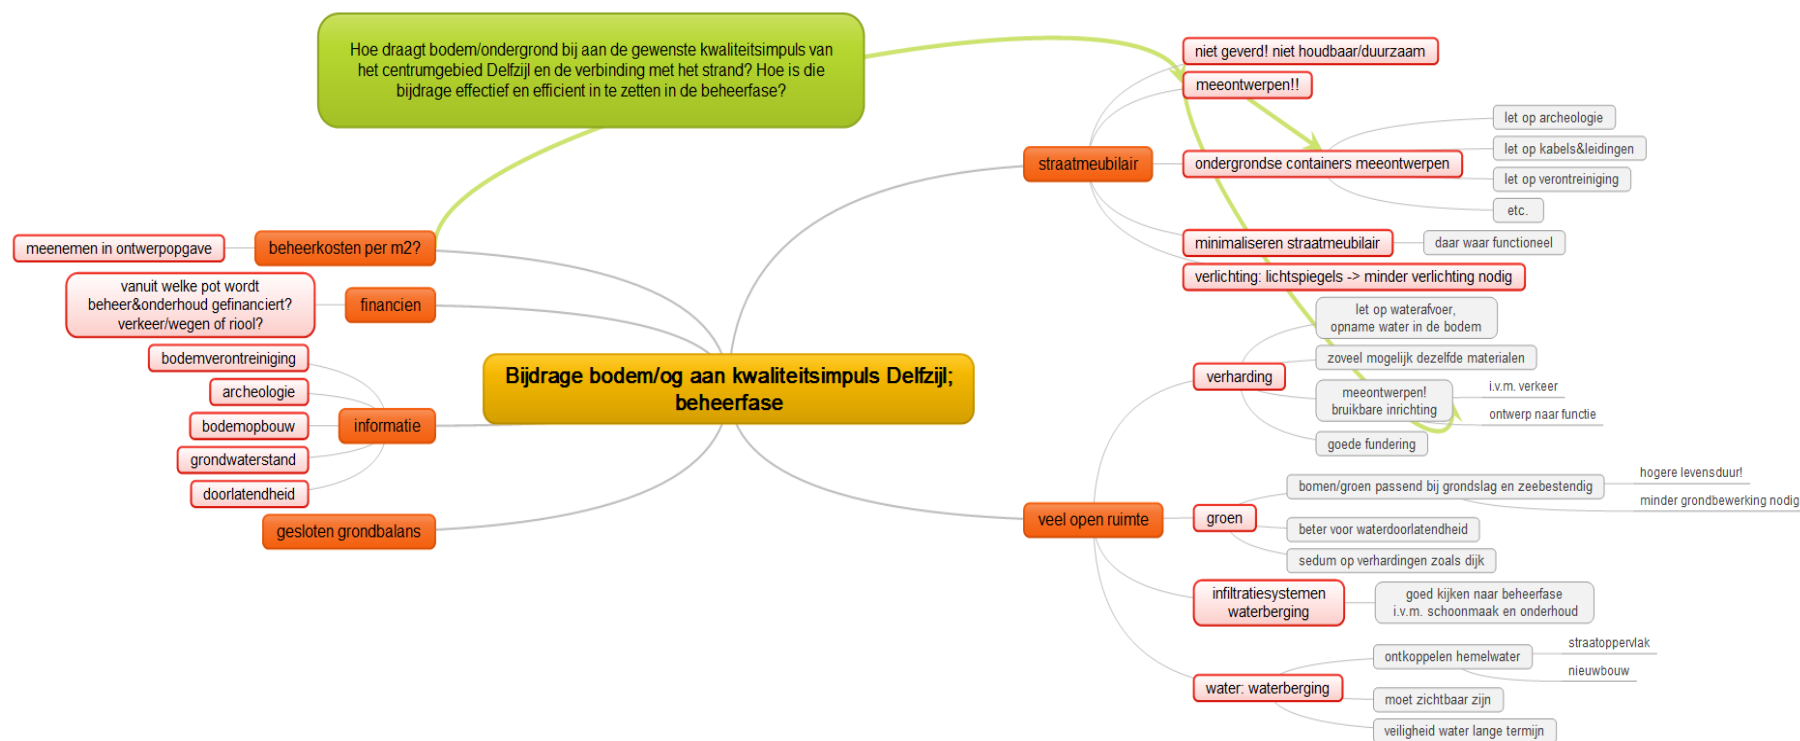 Hoe draagt bodem/ondergrond bij aan de gewenste kwaliteitsimpuls van
het centrumgebied Delfzijl en de verbinding met het strand? Hoe is die
bijdrage effectief en efficient in te zetten in de beheerfase?
meenemen in ontwerpopgave
beheerkosten per m2?
vanuit welke pot wordt
beheer&onderhoud gefinanciert?
verkeer/wegen of riool?
financien
bodemverontreiniging
archeologie
bodemopbouw
grondwaterstand
doorlatendheid
informatie
gesloten grondbalans
Bijdrage bodem/og aan kwaliteitsimpuls Delfzijl;
beheerfase
straatmeubilair
niet geverd! niet houdbaar/duurzaam
meeontwerpen!!
ondergrondse containers meeontwerpen
let op archeologie
let op kabels&leidingen
let op verontreiniging
etc.
minimaliseren straatmeubilair
daar waar functioneel
verlichting: lichtspiegels -> minder verlichting nodig
veel open ruimte
verharding
let op waterafvoer,
opname water in de bodem
zoveel mogelijk dezelfde materialen
meeontwerpen!
bruikbare inrichting
i.v.m. verkeer
ontwerp naar functie
goede fundering
groen
bomen/groen passend bij grondslag en zeebestendig
hogere levensduur!
minder grondbewerking nodig
beter voor waterdoorlatendheid
sedum op verhardingen zoals dijk
infiltratiesystemen
waterberging
goed kijken naar beheerfase
i.v.m. schoonmaak en onderhoud
water: waterberging
ontkoppelen hemelwater
straatoppervlak
nieuwbouw
moet zichtbaar zijn
veiligheid water lange termijn